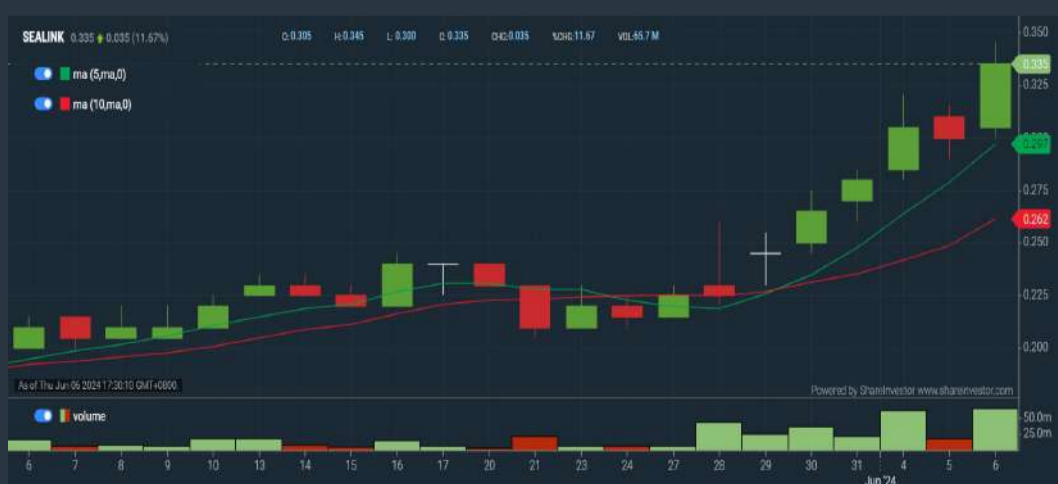 SEALINK 0.335 0.035 (11.67%) O:0.305 H:0.345 L: 0.300 C:0.335 CHG:0.035 %CHG:11.67 VOL:65.7 M
ma (5,ma,0)
ma (10,ma,0)
0.350
0.335
0.325
0.300
0.297
0.275
0.262
0.250
0.225
0.200
As of Thu Jun 06 2024 17:30:10 GMT+0800
Powered by ShareInvestor www.shareinvestor.com
volume
50.0m
25.0m
6 7 8 9 10 13 14 15 16 17 20 21 23 24 27 28 29 30 31 4 5 6
Jun '24